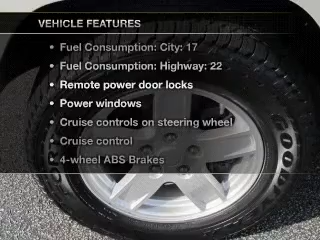 VEHICLE FEATURES
• Fuel Consumption: City: 17
• Fuel Consumption: Highway: 22
• Remote power door locks
• Power windows
• Cruise controls on steering wheel
• Cruise control
• 4-wheel ABS Brakes